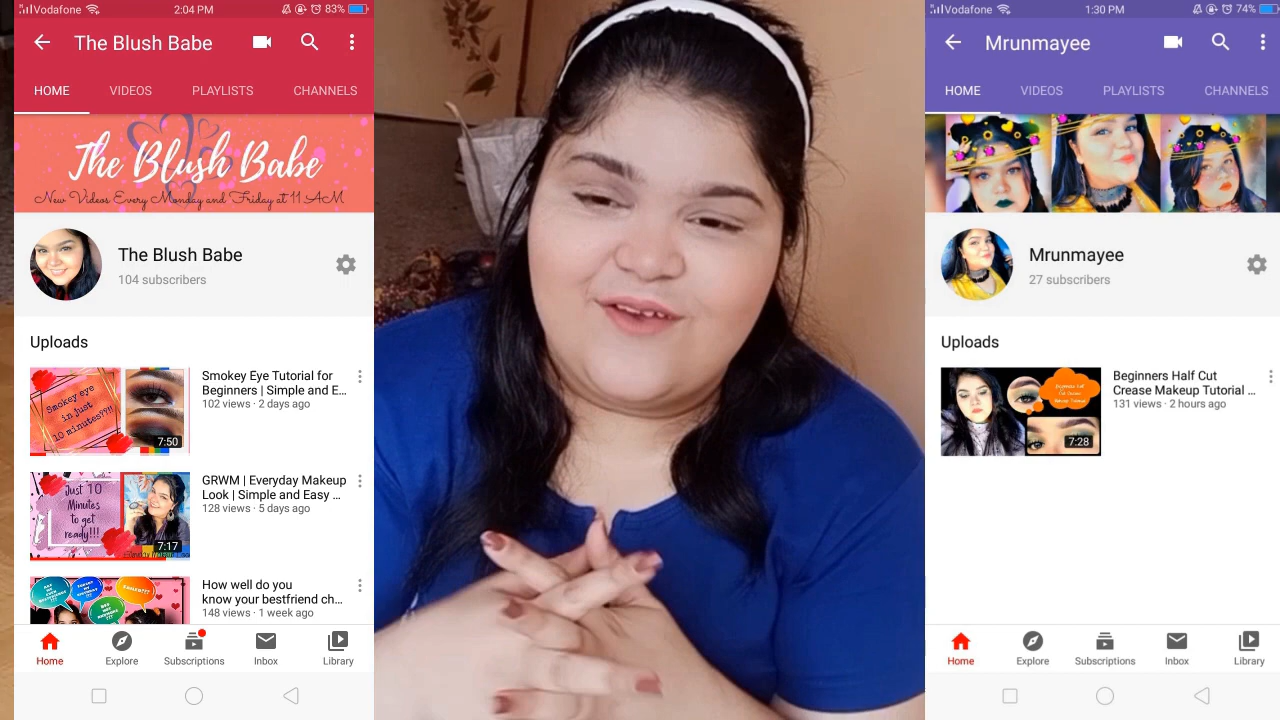 Vodafone
2:04 PM
83%
The Blush Babe
HOME
VIDEOS
PLAYLISTS
CHANNELS
The Blush Babe
New Videos Every Monday and Friday at 11 AM
The Blush Babe
104 subscribers
Uploads
Smokey eye
in just
10 minutes???!
7:50
Smokey Eye Tutorial for
Beginners | Simple and E...
102 views · 2 days ago
Just 10
Minutes
to get
ready!!!
7:17
GRWM | Everyday Makeup
Look | Simple and Easy ...
128 views · 5 days ago
How well do you
know your bestfriend ch...
148 views · 1 week ago
Home
Explore
Subscriptions
Inbox
Library
Vodafone
1:30 PM
74%
Mrunmayee
HOME
VIDEOS
PLAYLISTS
CHANNELS
Mrunmayee
27 subscribers
Uploads
Beginners Half
Cut Crease
Makeup Tutorial
7:28
Beginners Half Cut
Crease Makeup Tutorial ...
131 views · 2 hours ago
Home
Explore
Subscriptions
Inbox
Library